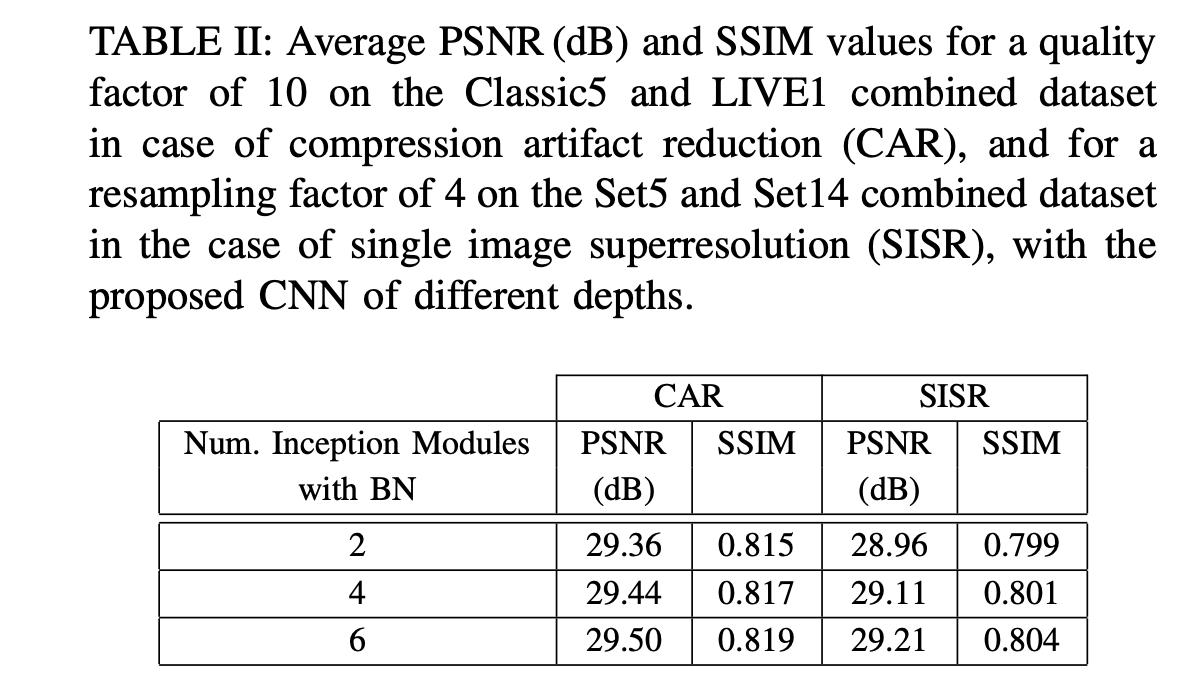 TABLE II: Average PSNR (dB) and SSIM values for a quality
factor of 10 on the Classic5 and LIVE1 combined dataset
in case of compression artifact reduction (CAR), and for a
resampling factor of 4 on the Set5 and Set14 combined dataset
in the case of single image superresolution (SISR), with the
proposed CNN of different depths.
CAR SISR
Num. Inception Modules PSNR SSIM PSNR SSIM
with BN (dB) (dB)
2 29.36 0.815 28.96 0.799
4 29.44 0.817 29.11 0.801
6 29.50 0.819 29.21 0.804